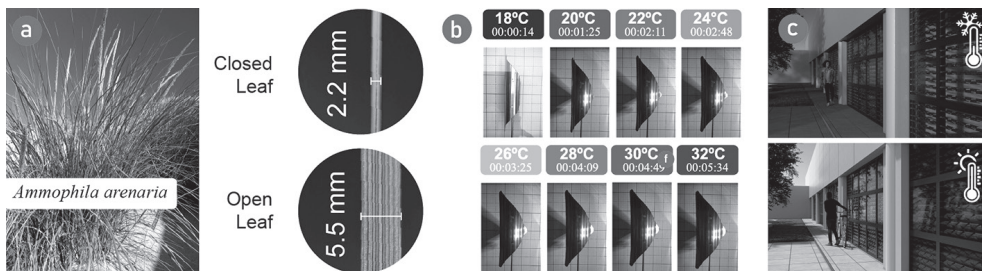 a
Ammophila arenaria
Closed
Leaf
2.2 mm
Open
Leaf
5.5 mm
b
18ºC
00:00:14
20ºC
00:01:25
22ºC
00:02:11
24ºC
00:02:48
26ºC
00:03:25
28ºC
00:04:09
30ºC
00:04:49
f
32ºC
00:05:34
c